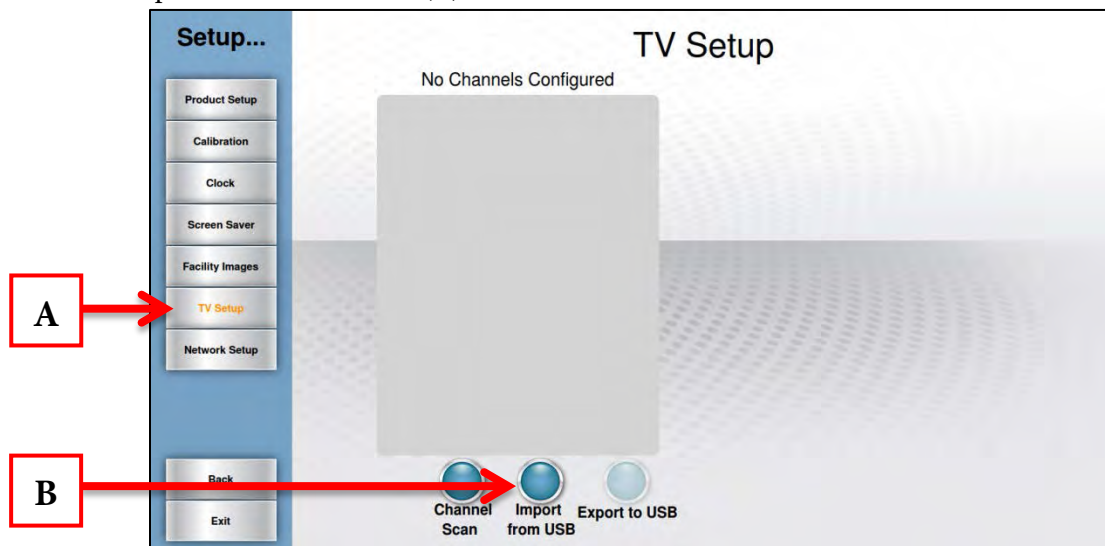 Setup...
TV Setup
No Channels Configured
Product Setup
Calibration
Clock
Screen Saver
Facility Images
A
TV Setup
Network Setup
B
Back
Exit
Channel
Scan
Import
from USB
Export to USB